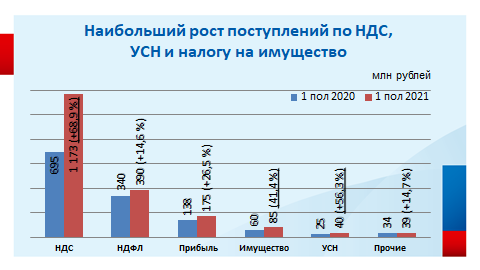 Наибольший рост поступлений по НДС,
УСН и налогу на имущество
млн рублей
1 пол 2020 1 пол 2021
695
1 173 (+68,9 %)
340
390 (+14,6 %)
138
175 (+26,5 %)
60
85 (41,4%)
25
40 (+56,3%)
34
39 (+14,7%)
НДС НДФЛ Прибыль Имущество УСН Прочие